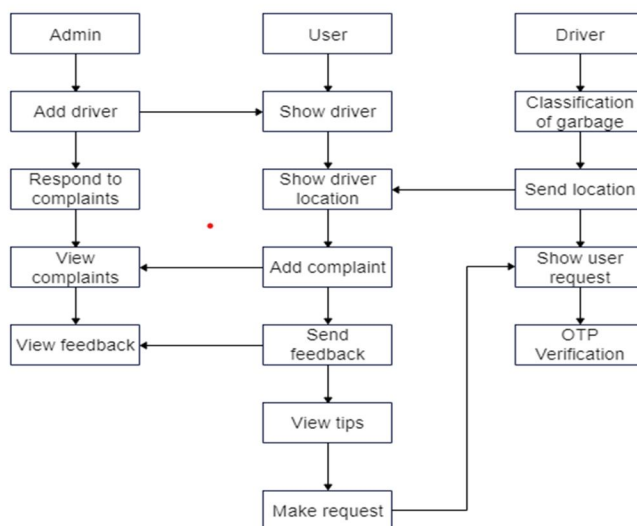 Admin
User
Driver
Add driver
Show driver
Classification
of garbage
Respond to
complaints
Show driver
location
Send location
View
complaints
Add complaint
Show user
request
View feedback
Send
feedback
OTP
Verification
View tips
Make request